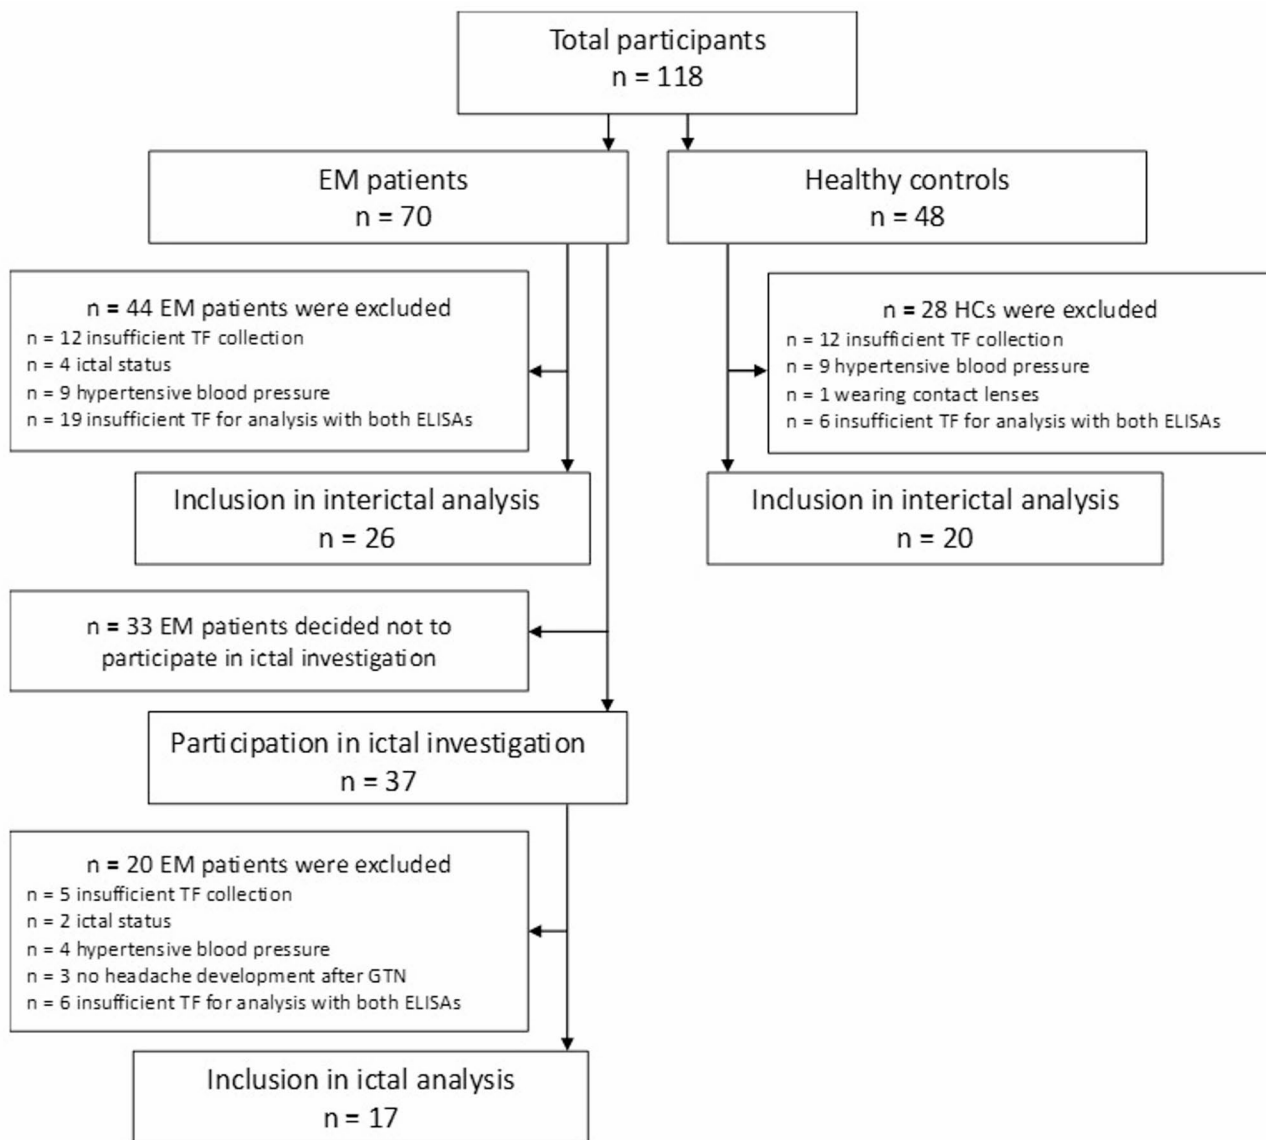 Total participants
n = 118
EM patients
n = 70
Healthy controls
n = 48
n = 44 EM patients were excluded
n = 12 insufficient TF collection
n = 4 ictal status
n = 9 hypertensive blood pressure
n = 19 insufficient TF for analysis with both ELISAs
n = 28 HCs were excluded
n = 12 insufficient TF collection
n = 9 hypertensive blood pressure
n = 1 wearing contact lenses
n = 6 insufficient TF for analysis with both ELISAs
Inclusion in interictal analysis
n = 26
Inclusion in interictal analysis
n = 20
n = 33 EM patients decided not to
participate in ictal investigation
Participation in ictal investigation
n = 37
n = 20 EM patients were excluded
n = 5 insufficient TF collection
n = 2 ictal status
n = 4 hypertensive blood pressure
n = 3 no headache development after GTN
n = 6 insufficient TF for analysis with both ELISAs
Inclusion in ictal analysis
n = 17